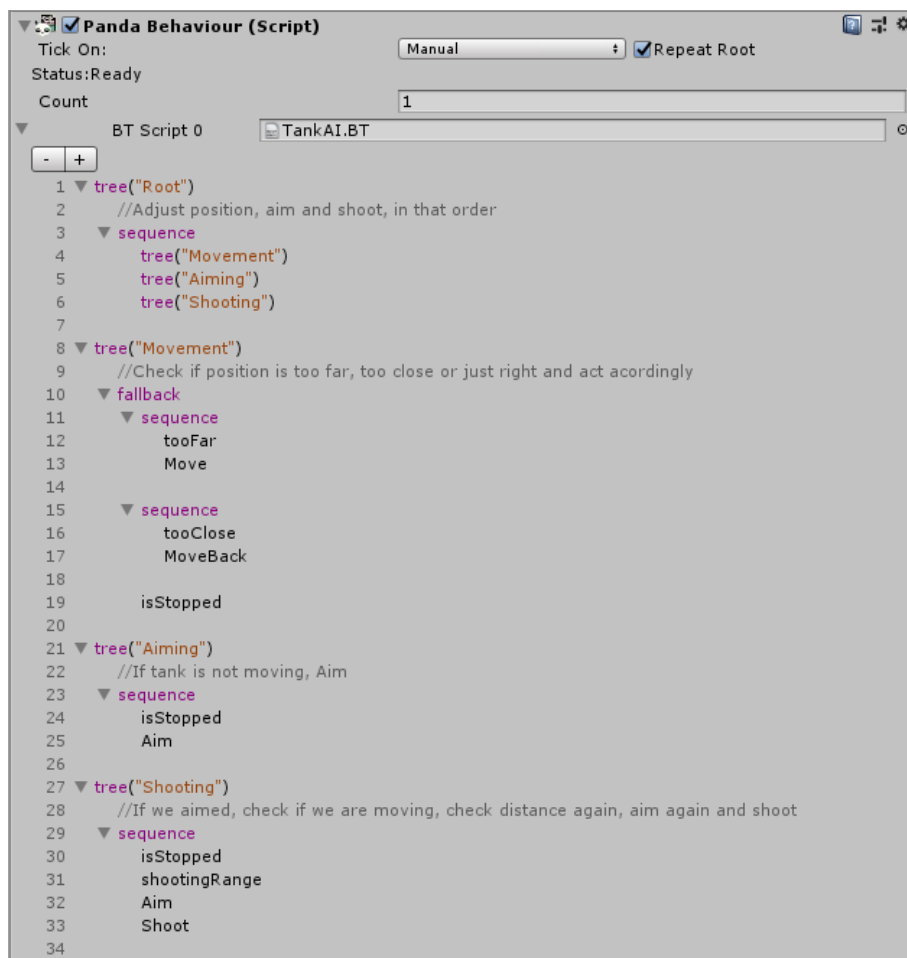 Panda Behaviour (Script)
Tick On: Manual Repeat Root
Status:Ready
Count 1
BT Script 0 TankAI.BT
- +
1 tree("Root")
2 //Adjust position, aim and shoot, in that order
3 sequence
4 tree("Movement")
5 tree("Aiming")
6 tree("Shooting")
7
8 tree("Movement")
9 //Check if position is too far, too close or just right and act acordingly
10 fallback
11 sequence
12 tooFar
13 Move
14
15 sequence
16 tooClose
17 MoveBack
18
19 isStopped
20
21 tree("Aiming")
22 //If tank is not moving, Aim
23 sequence
24 isStopped
25 Aim
26
27 tree("Shooting")
28 //If we aimed, check if we are moving, check distance again, aim again and shoot
29 sequence
30 isStopped
31 shootingRange
32 Aim
33 Shoot
34